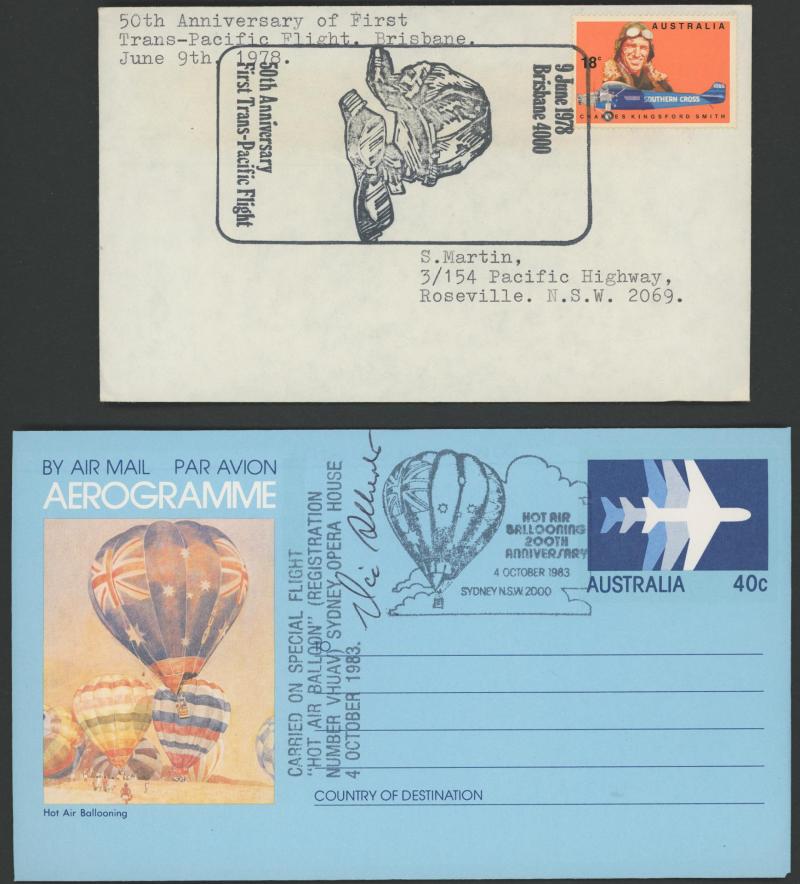 50th Anniversary of First
Trans-Pacific Flight. Brisbane.
June 9th, 1978.
AUSTRALIA
18c
SOUTHERN CROSS
CHARLES KINGSFORD SMITH
9 June 1978
Brisbane 4000
50th Anniversary
First Trans-Pacific Flight
S.Martin,
3/154 Pacific Highway,
Roseville. N.S.W. 2069.
BY AIR MAIL PAR AVION
AEROGRAMME
Hot Air Ballooning
CARRIED ON SPECIAL FLIGHT
"HOT AIR BALLOON" (REGISTRATION
NUMBER VHUAV) SYDNEY OPERA HOUSE
4 OCTOBER 1983.
HOT AIR
BALLOONING
200TH
ANNIVERSARY
4 OCTOBER 1983
SYDNEY N.S.W. 2000
AUSTRALIA 40c
TO
COUNTRY OF DESTINATION